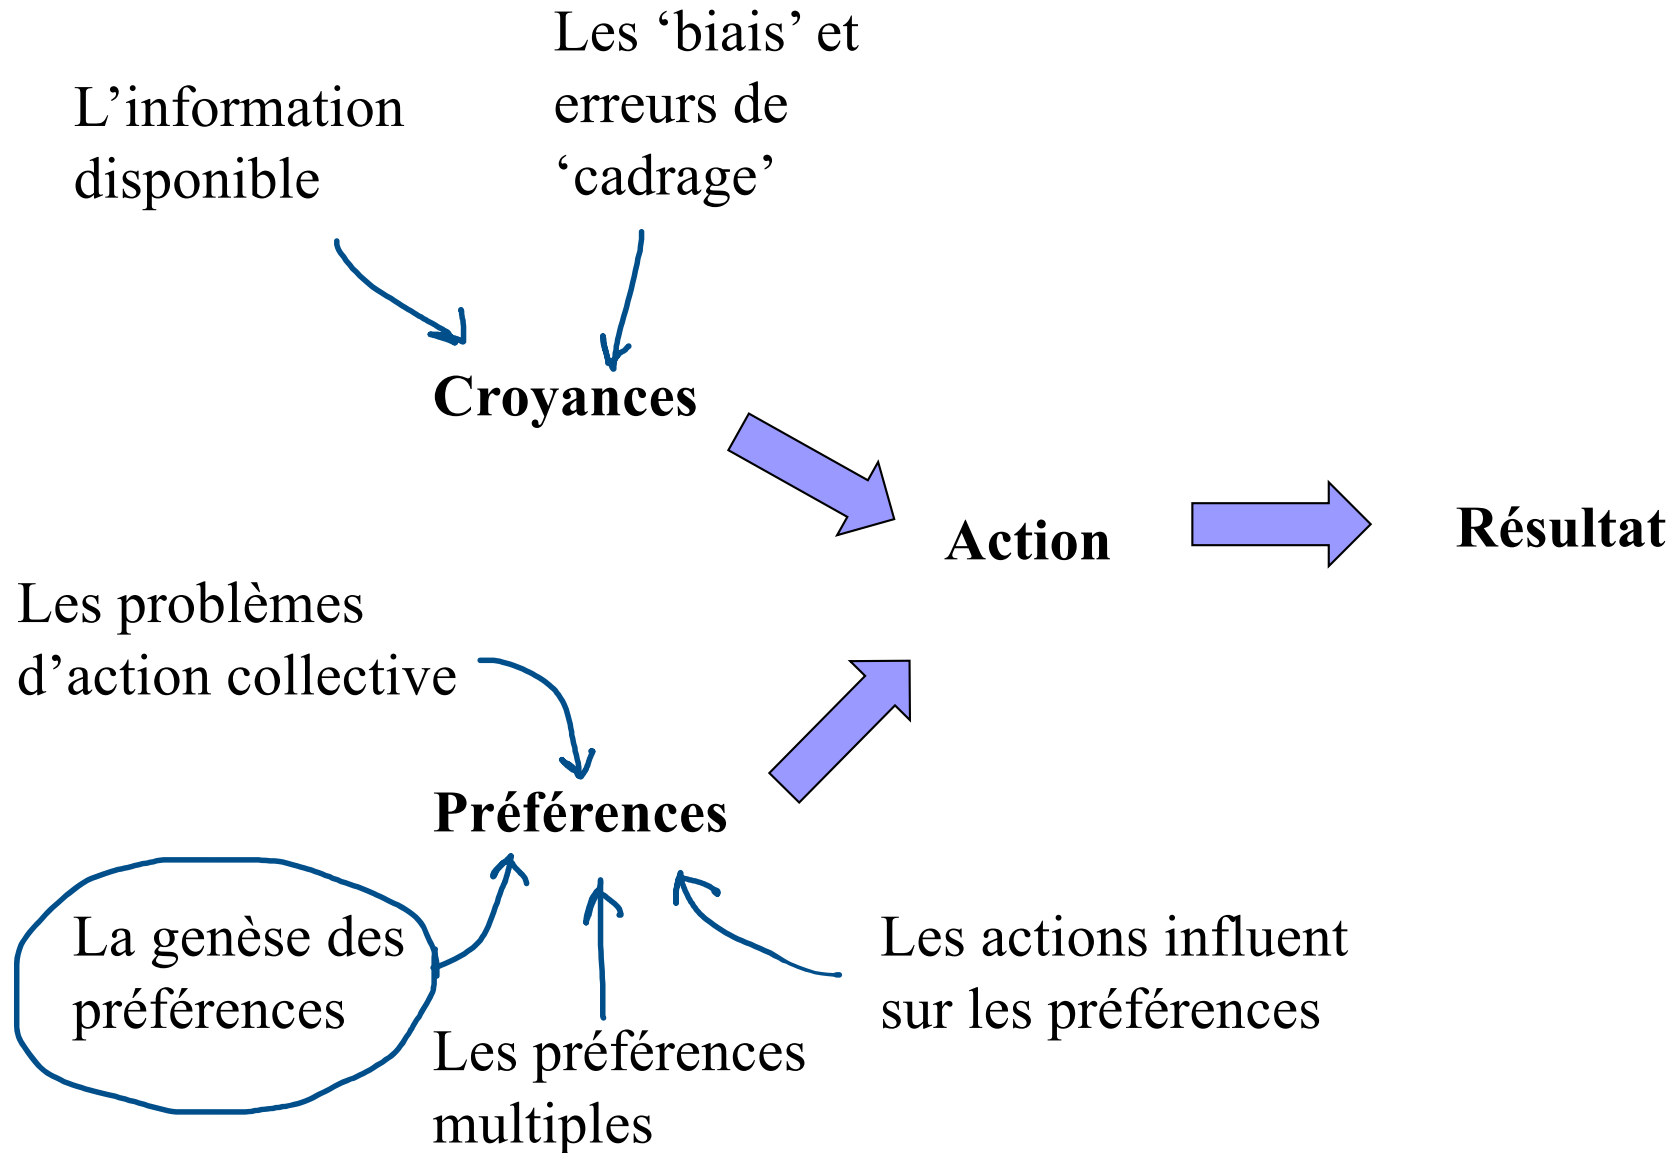 Les ‘biais’ et
erreurs de
‘cadrage’
L’information
disponible
Croyances
Action
Résultat
Les problèmes
d’action collective
Préférences
La genèse des
préférences
Les préférences
multiples
Les actions influent
sur les préférences